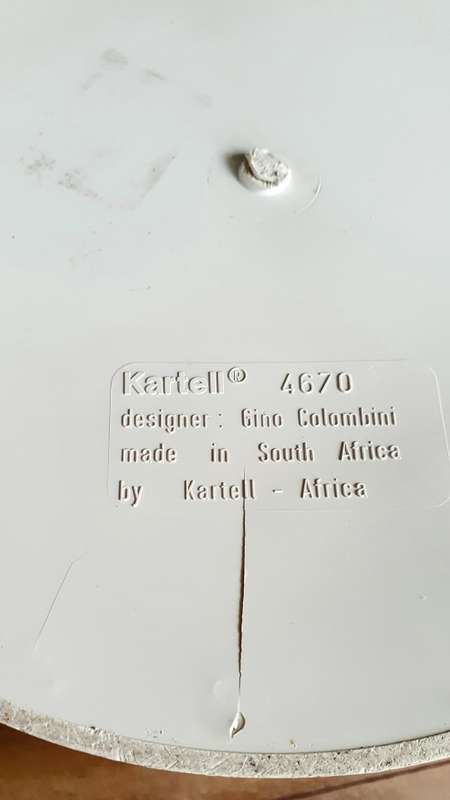 Kartell® 4670
designer: Gino Colombini
made in South Africa
by Kartell - Africa